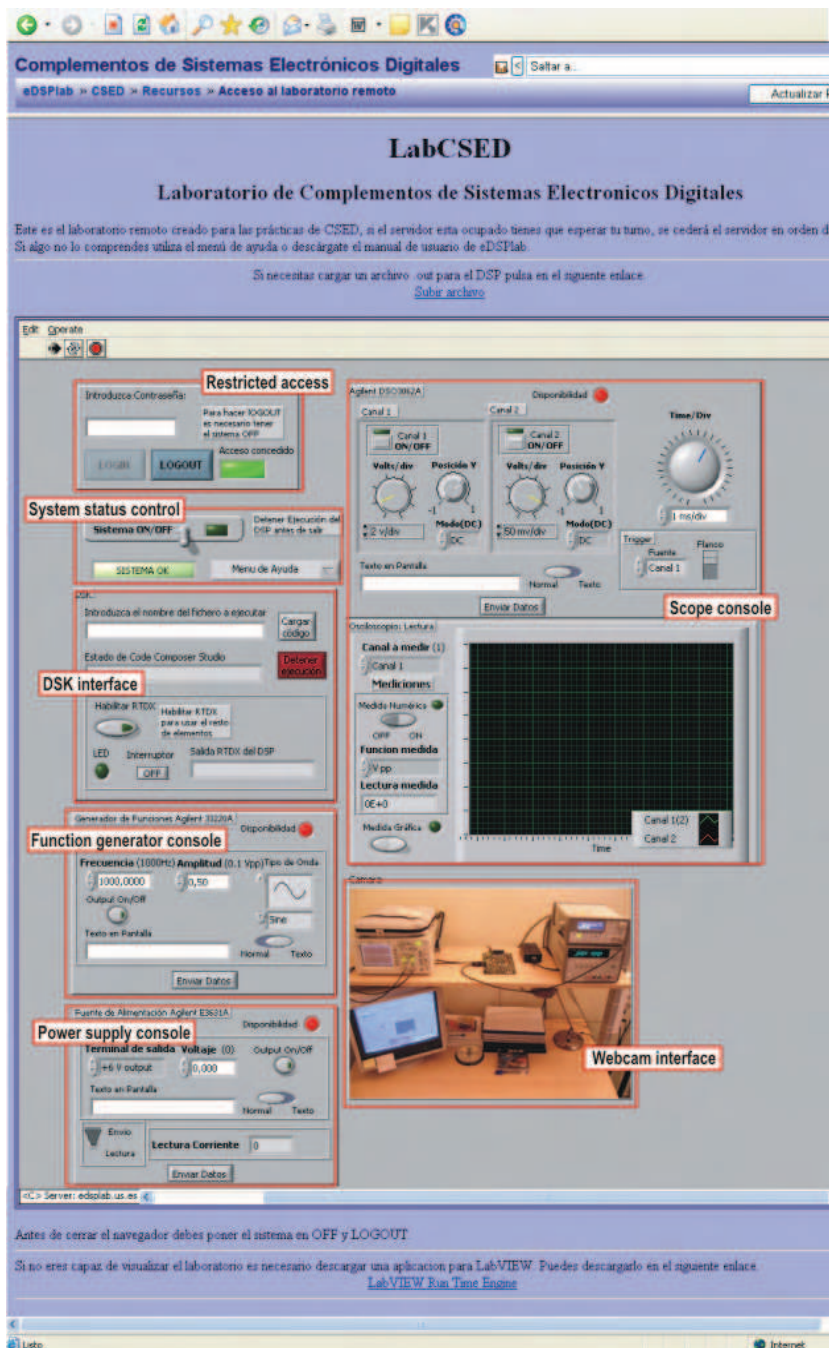 Complementos de Sistemas Electrónicos Digitales
Saltar a...
eDSPlab » CSED » Recursos » Acceso al laboratorio remoto
Actualizar
LabCSED
Laboratorio de Complementos de Sistemas Electronicos Digitales
Este es el laboratorio remoto creado para las prácticas de CSED, si el servidor esta ocupado tienes que esperar tu turno, se cederá el servidor en orden d
Si algo no lo comprendes utiliza el menú de ayuda o descárgate el manual de usuario de eDSPlab.
Si necesitas cargar un archivo .out para el DSP pulsa en el siguente enlace
Subir archivo
Edit Operate
Restricted access
Introduzca Contraseña:
Para hacer LOGOUT
es necesario tener
el sistema OFF
Acceso concedido
LOGIN LOGOUT
System status control
Sistema ON/OFF
Detener Ejecución del
DSP antes de salir
SISTEMA OK
Menu de Ayuda
DSK
Introduzca el nombre del fichero a ejecutar
Cargar
código
Estado de Code Composer Studio
Detener
ejecución
DSK interface
Habilitar RTDX
Habilitar RTDX
para usar el resto
de elementos
LED Interruptor Salida RTDX del DSP
OFF
Generador de Funciones Agilent 33220A
Disponibilidad
Function generator console
Frecuencia (1000Hz) Amplitud (0.1 Vpp) Tipo de Onda
1000,0000 0,50
Output On/Off
Sine
Texto en Pantalla
Normal Texto
Enviar Datos
Fuente de Alimentación Agilent E3631A
Disponibilidad
Power supply console
Terminal de salida Voltaje (0) Output On/Off
+6 V output 0,000
Texto en Pantalla
Normal Texto
Envio
Lectura
Lectura Corriente 0
Enviar Datos
Agilent DSO3062A
Disponibilidad
Canal 1 Canal 2
Time/Div
Canal 1
ON/OFF
Canal 2
ON/OFF
Volts/div Posición Y Volts/div Posición Y
-1 1 -1 1
1 ms/div
Modo(DC) Modo(DC)
2 v/div DC 50 mv/div DC
Trigger
Fuente Flanco
Canal 1
Texto en Pantalla
Normal Texto
Enviar Datos
Scope console
Osciloscopio: Lectura
Canal a medir (1)
Canal 1
Mediciones
Medida Numérica
OFF ON
Funcion medida
V pp
Lectura medida
0E+0
Medida Gráfica
Canal 1(2)
Canal 2
Time
Camara
Webcam interface
<C> Server: edsplab.us.es
Antes de cerrar el navegador debes poner el sistema en OFF y LOGOUT
Si no eres capaz de visualizar el laboratorio es necesario descargar una aplicacion para LabVIEW. Puedes descargarlo en el siguiente enlace.
LabVIEW Run Time Engine
Listo
Internet